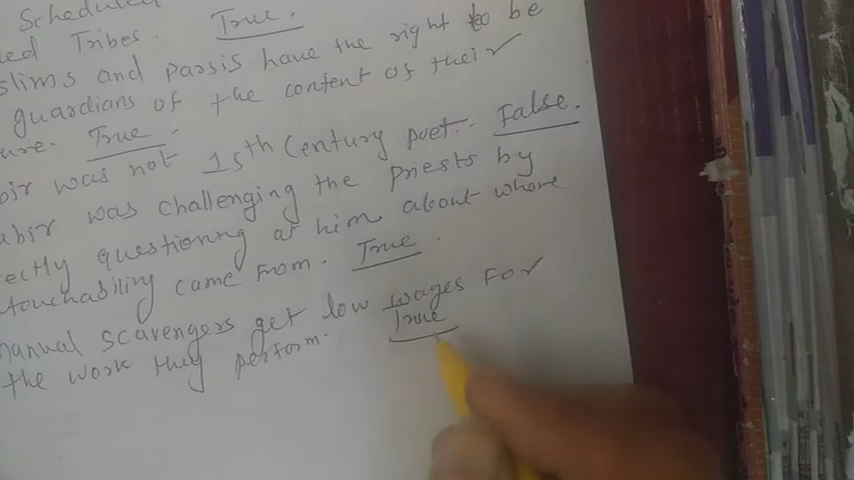 Scheduled
ed Tribes. True.
slims and parsis have the right to be
guardians of the content of their
ure. True.
bir was not 15th Century poet. False.
abir was challenging the priests by
ectly questioning at him about where
touchability came from. True.
manual scavengers get low wages for
the work they perform. True